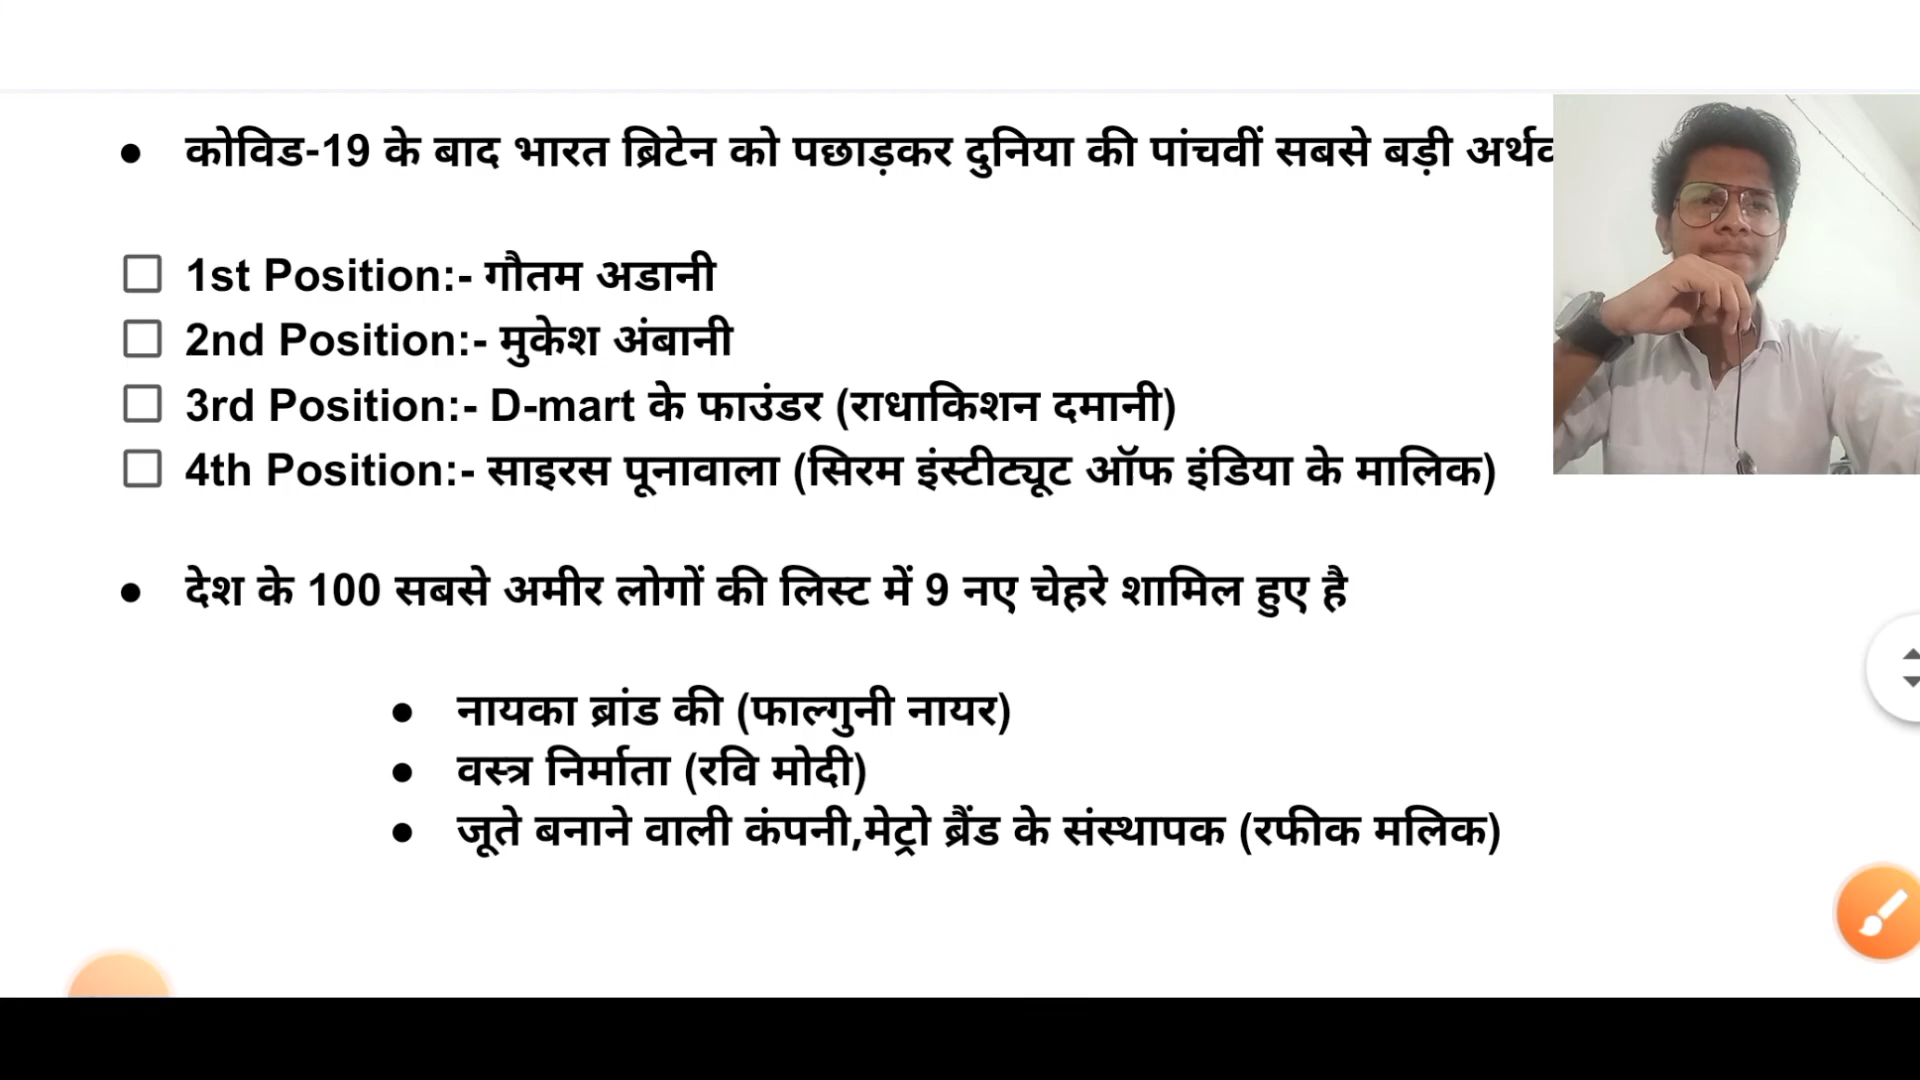 ● कोविड-19 के बाद भारत ब्रिटेन को पछाड़कर दुनिया की पांचवीं सबसे बड़ी
☐ 1st Position:- गौतम अडानी
☐ 2nd Position:- मुकेश अंबानी
☐ 3rd Position:- D-mart के फाउंडर (राधाकिशन दमानी)
☐ 4th Position:- साइरस पूनावाला (सिरम इंस्टीट्यूट ऑफ इंडिया के मालिक)
● देश के 100 सबसे अमीर लोगों की लिस्ट में 9 नए चेहरे शामिल हुए है
● नायका ब्रांड की (फाल्गुनी नायर)
● वस्त्र निर्माता (रवि मोदी)
● जूते बनाने वाली कंपनी,मेट्रो ब्रैंड के संस्थापक (रफीक मलिक)